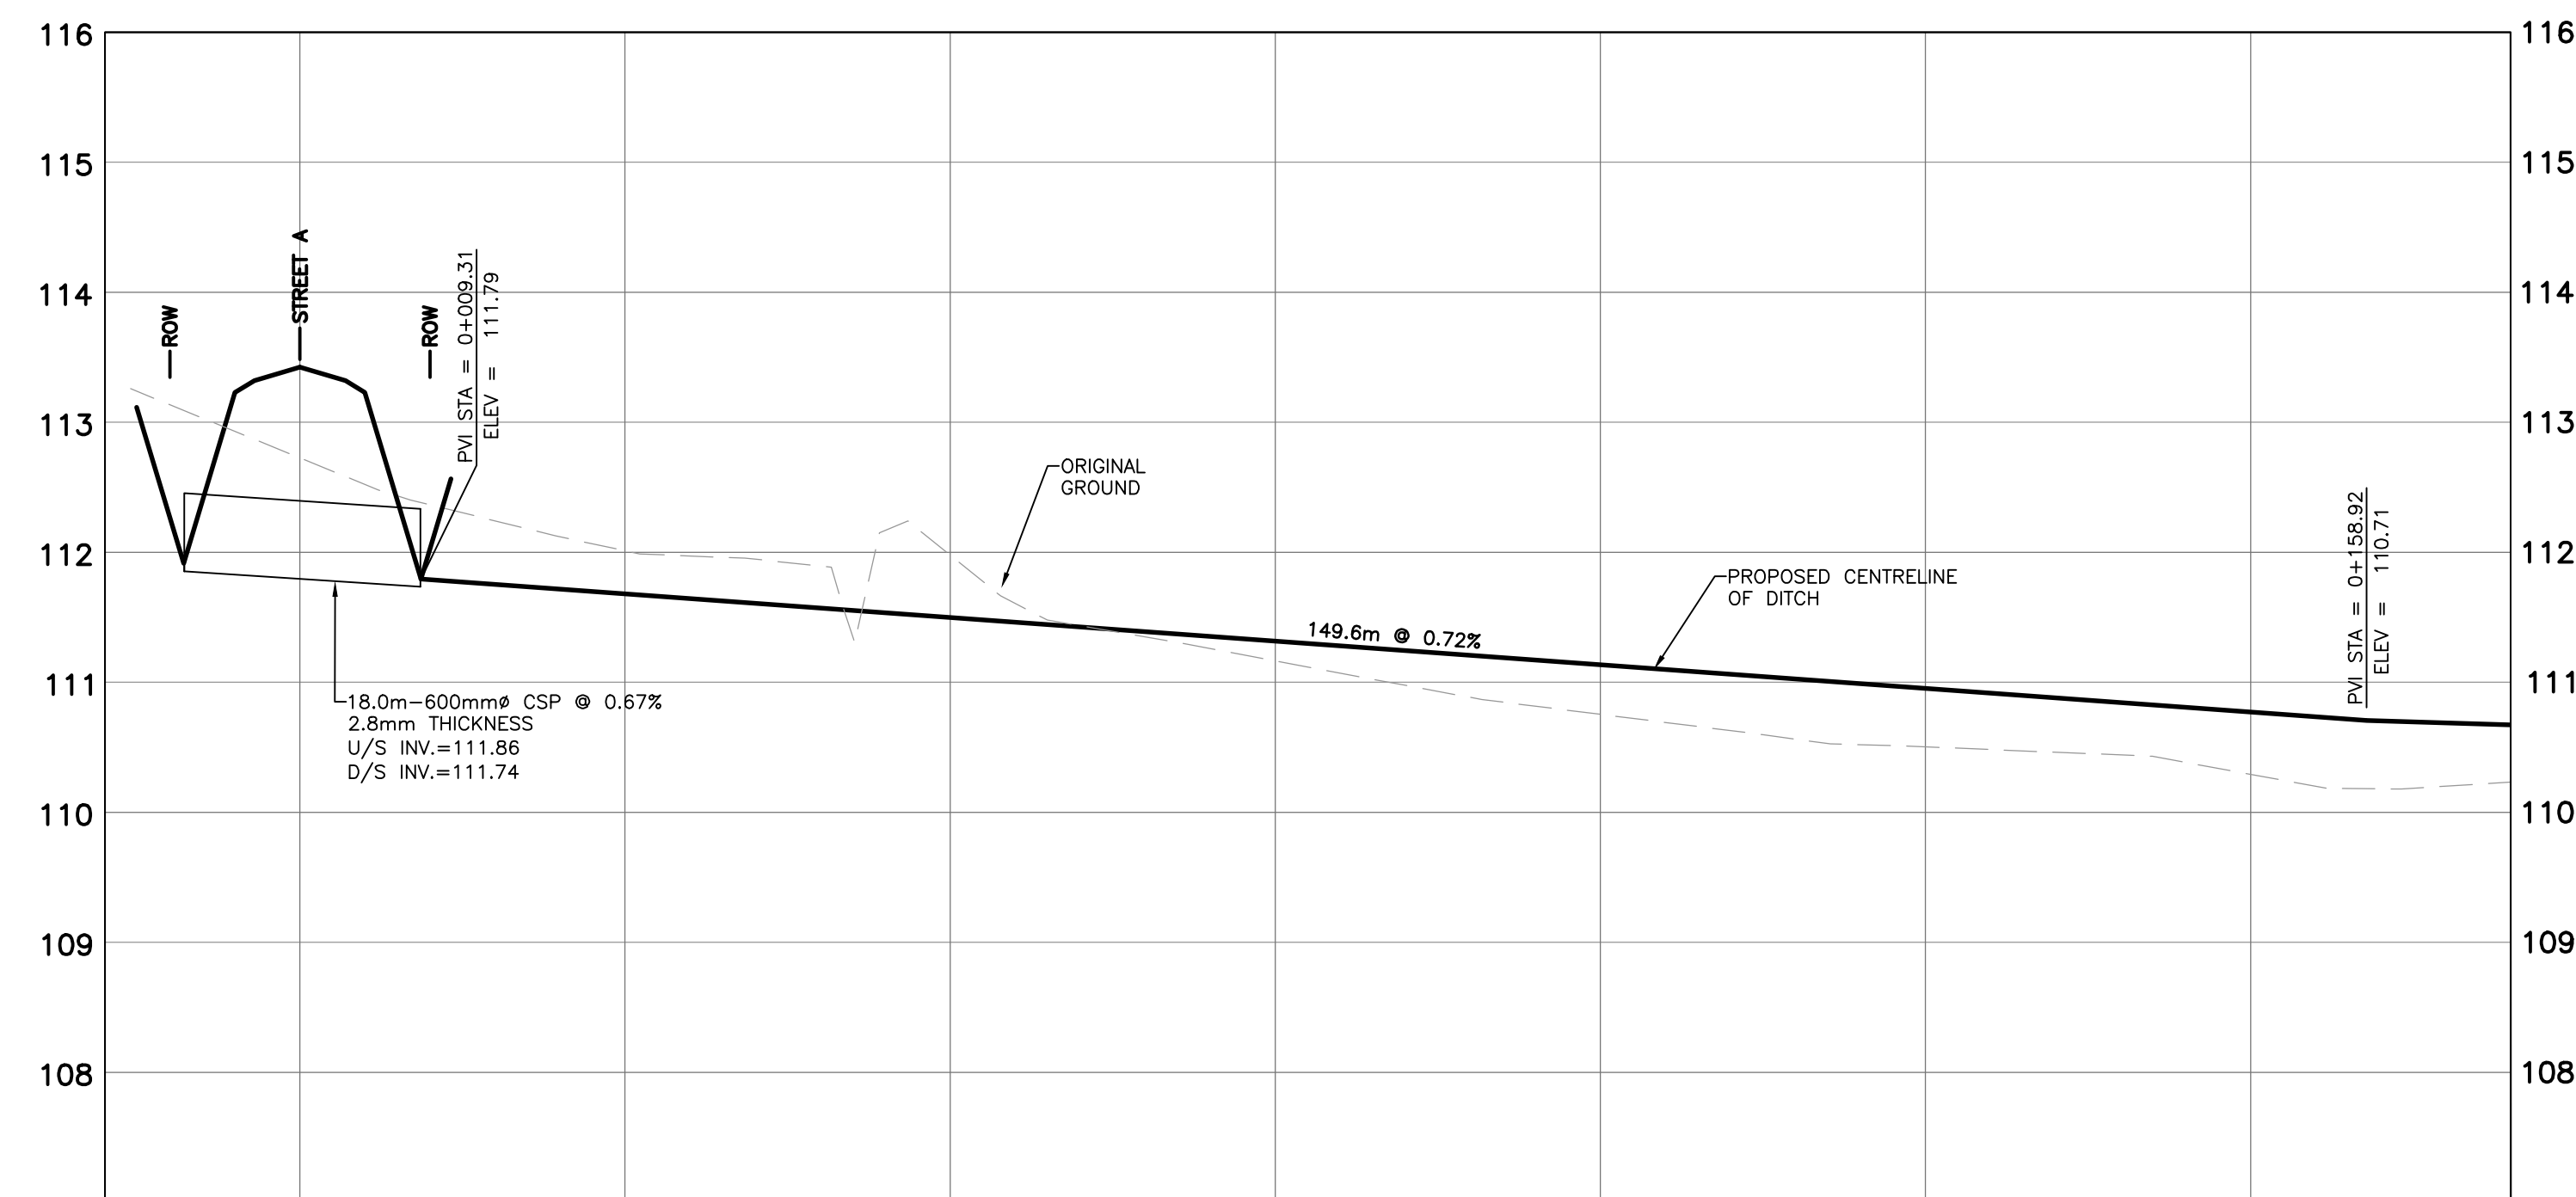 116
116
115
115
114
114
113
113
112
112
111
111
110
110
109
109
108
108
ROW
STREET A
ROW
PVI STA = 0+009.31
ELEV = 111.79
ORIGINAL
GROUND
PROPOSED CENTRELINE
OF DITCH
149.6m @ 0.72%
PVI STA = 0+158.92
ELEV = 110.71
18.0m-600mmø CSP @ 0.67%
2.8mm THICKNESS
U/S INV.=111.86
D/S INV.=111.74